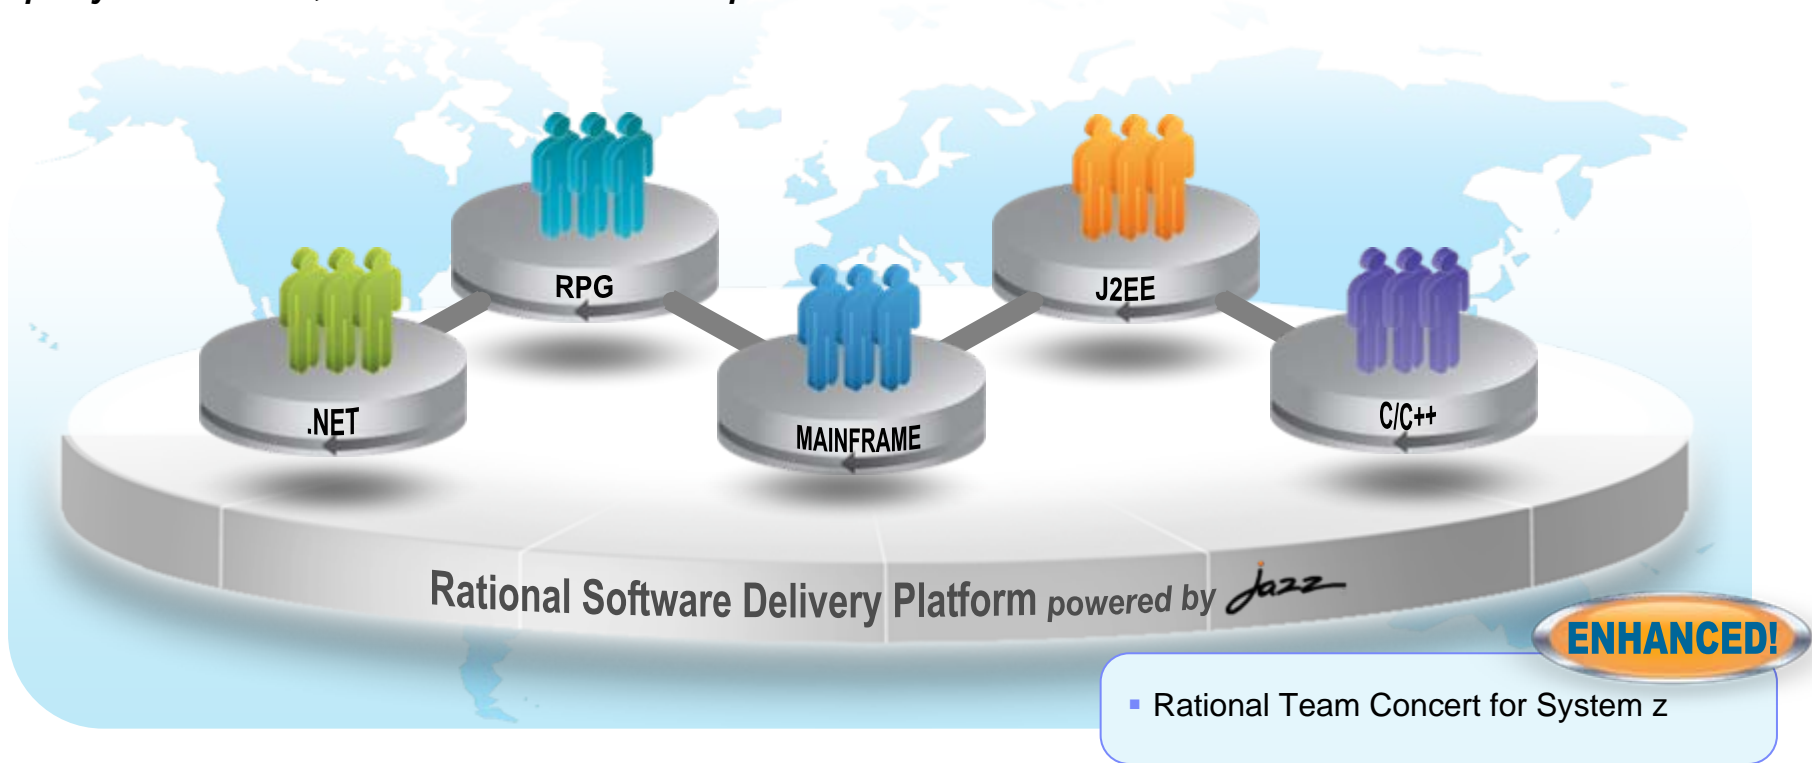 RPG
J2EE
.NET
MAINFRAME
C/C++
Rational Software Delivery Platform powered by jazz
ENHANCED!
▪ Rational Team Concert for System z